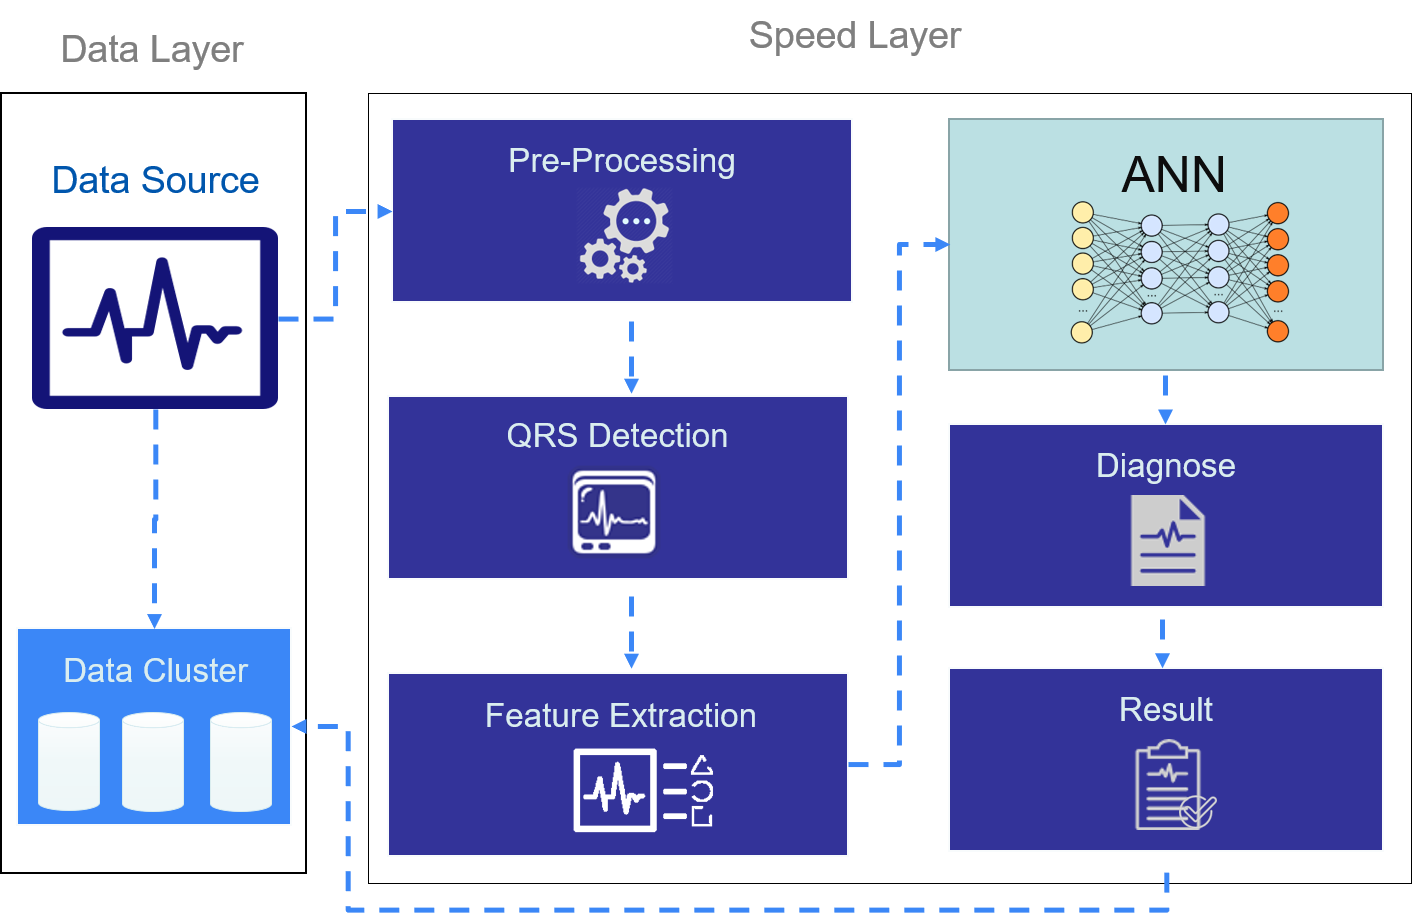 Data Layer
Speed Layer
Data Source
Pre-Processing
ANN
QRS Detection
Diagnose
Data Cluster
Feature Extraction
Result